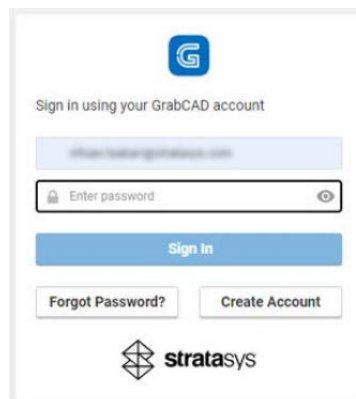 Sign in using your GrabCAD account
Enter password
Sign In
Forgot Password? Create Account
stratasys